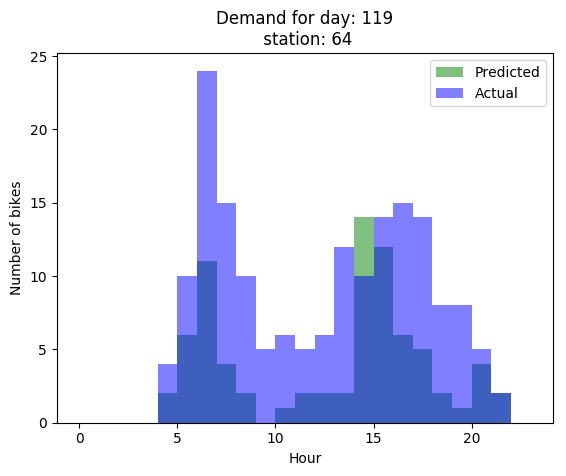 Demand for day: 119
station: 64
Predicted
Actual
Number of bikes
25
20
15
10
5
0
0
5
10
15
20
Hour